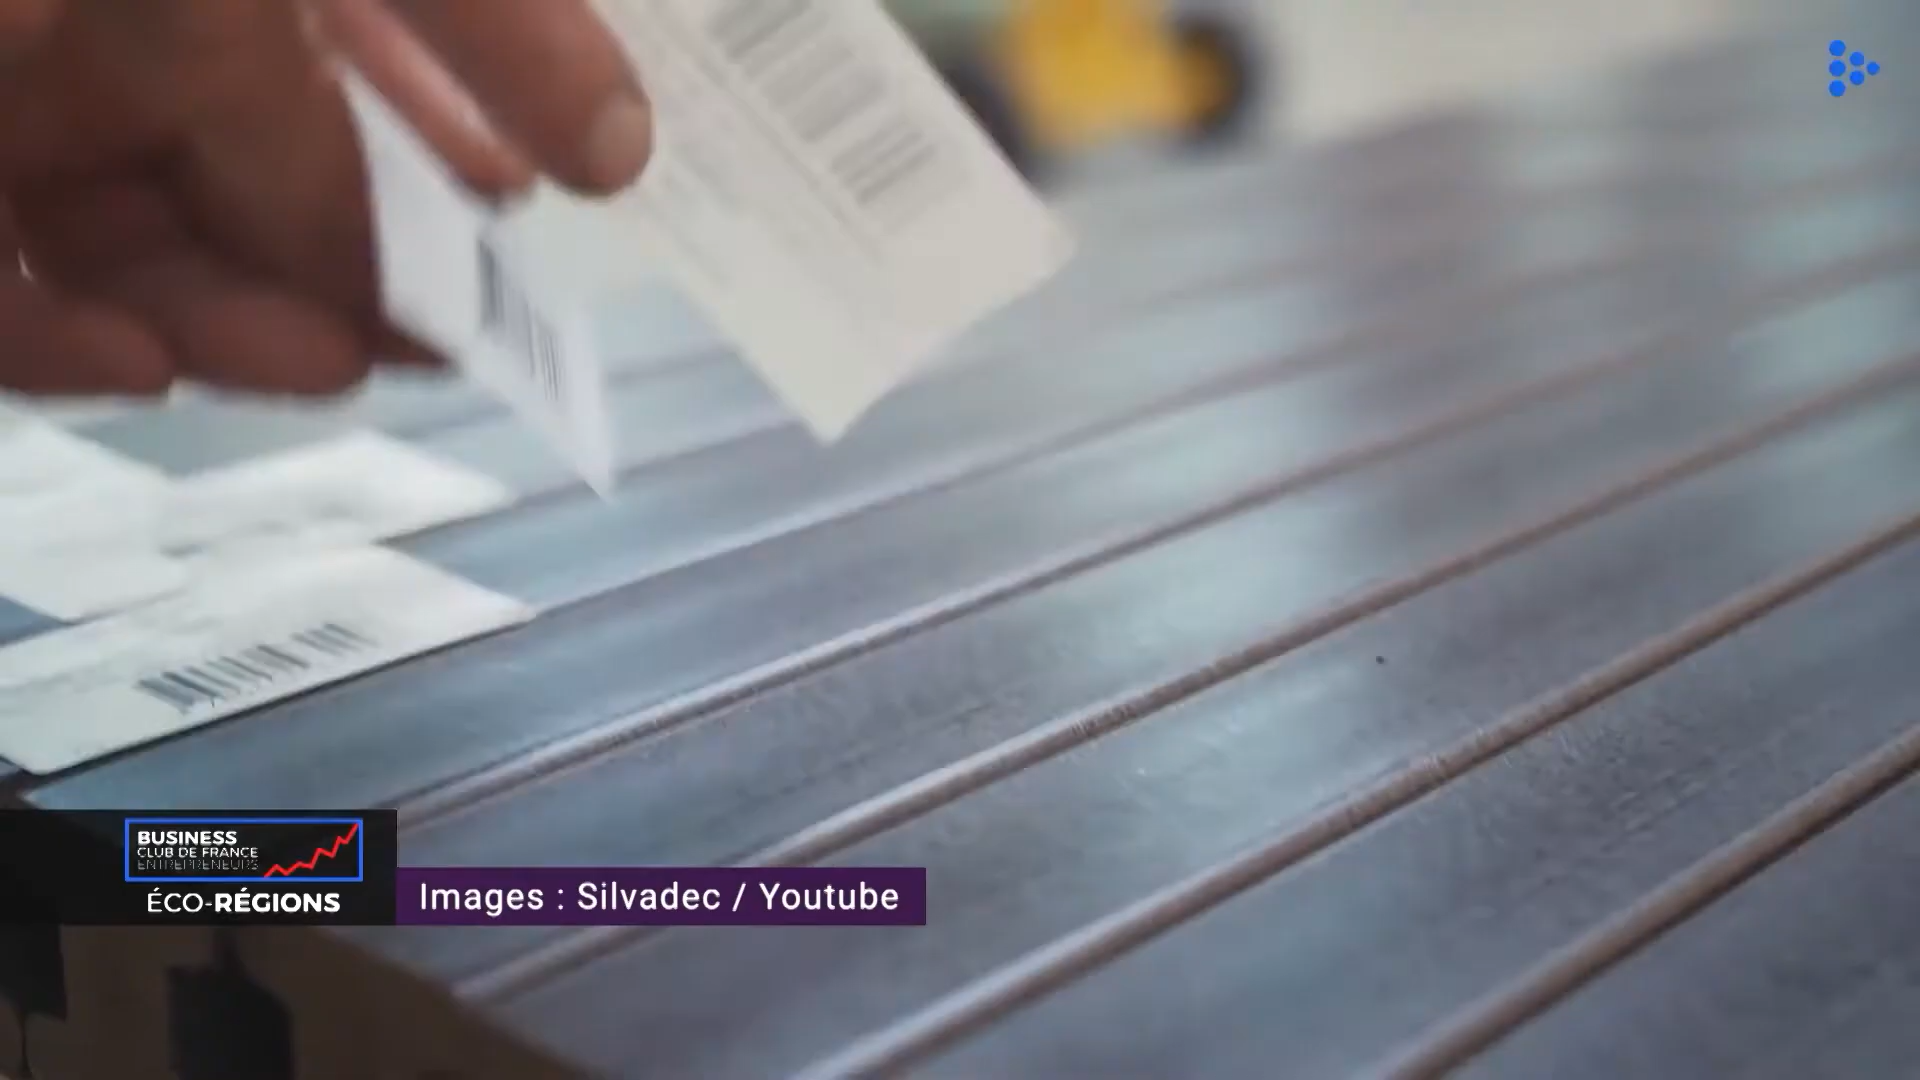 BUSINESS
CLUB DE FRANCE
ENTREPRENEURS
ÉCO-RÉGIONS
Images : Silvadec / Youtube